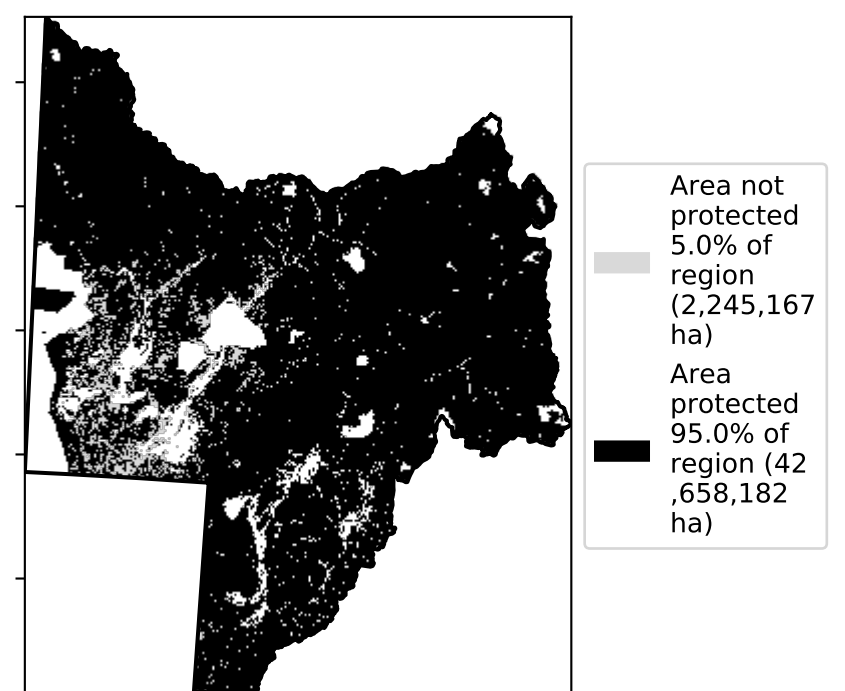 Area not
protected
5.0% of
region
(2,245,167
ha)
Area
protected
95.0% of
region (42
,658,182
ha)